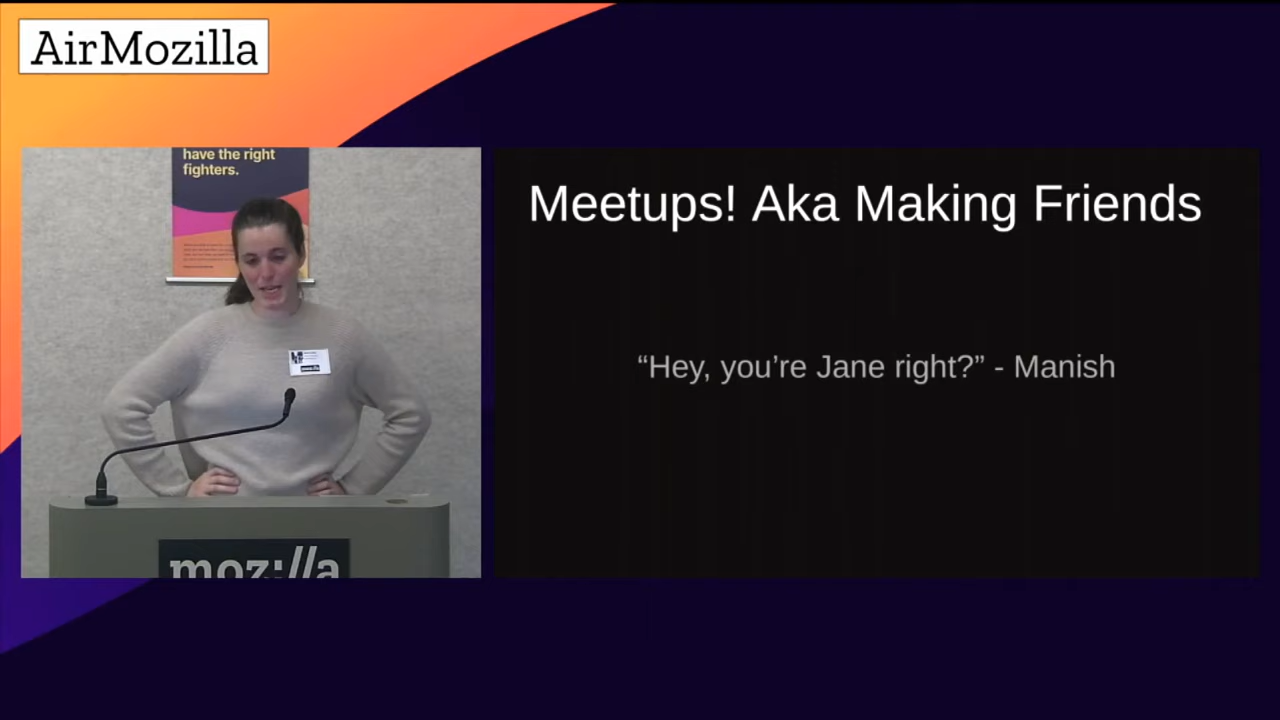 AirMozilla
have the right
fighters.
Meetups! Aka Making Friends
“Hey, you’re Jane right?” - Manish
moz://a